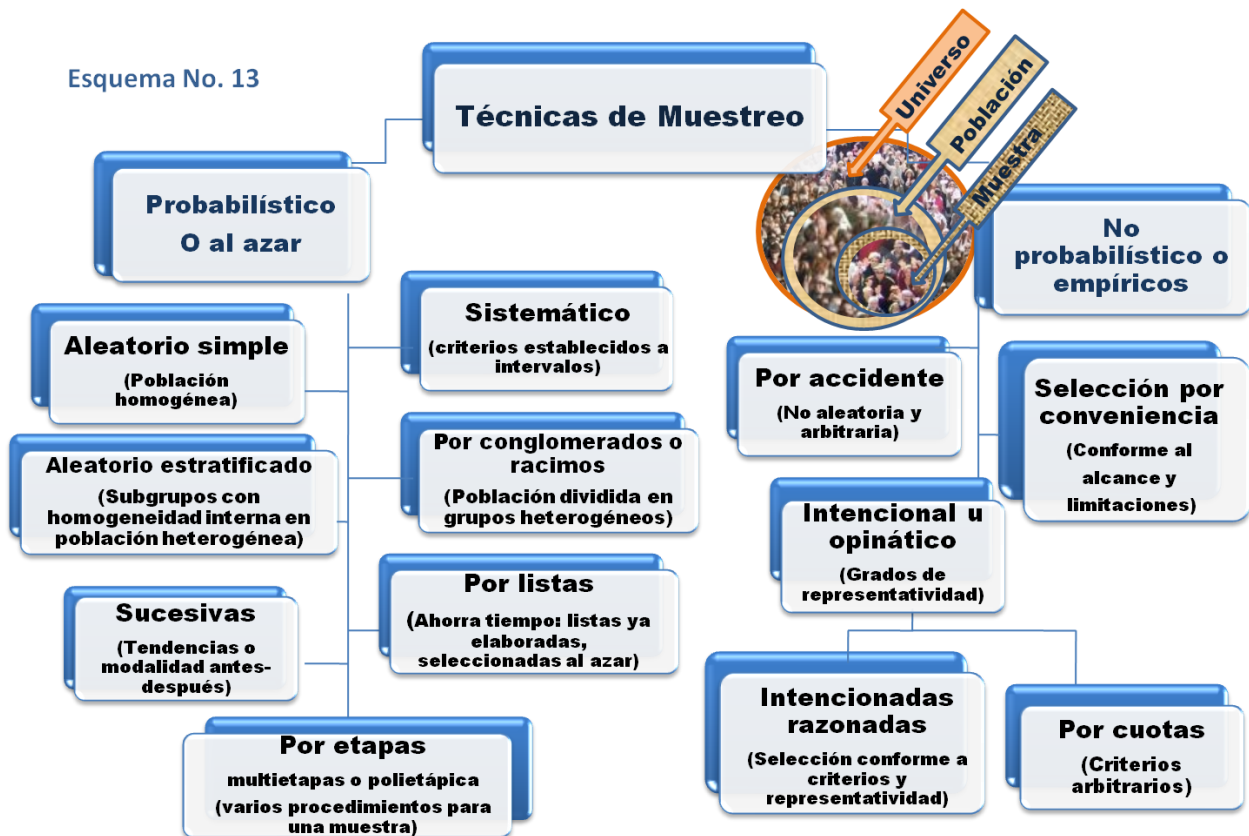 Esquema No. 13
Técnicas de Muestreo
Universo
Población
Muestra
Probabilístico
O al azar
Aleatorio simple
(Población
homogénea)
Sistemático
(criterios establecidos a
intervalos)
Aleatorio estratificado
(Subgrupos con
homogeneidad interna en
población heterogénea)
Por conglomerados o
racimos
(Población dividida en
grupos heterogéneos)
Sucesivas
(Tendencias o
modalidad antes-
después)
Por listas
(Ahorra tiempo: listas ya
elaboradas,
seleccionadas al azar)
Por etapas
multietapas o polietápica
(varios procedimientos para
una muestra)
No
probabilístico o
empíricos
Por accidente
(No aleatoria y
arbitraria)
Selección por
conveniencia
(Conforme al
alcance y
limitaciones)
Intencional u
opinático
(Grados de
representatividad)
Intencionadas
razonadas
(Selección conforme a
criterios y
representatividad)
Por cuotas
(Criterios
arbitrarios)